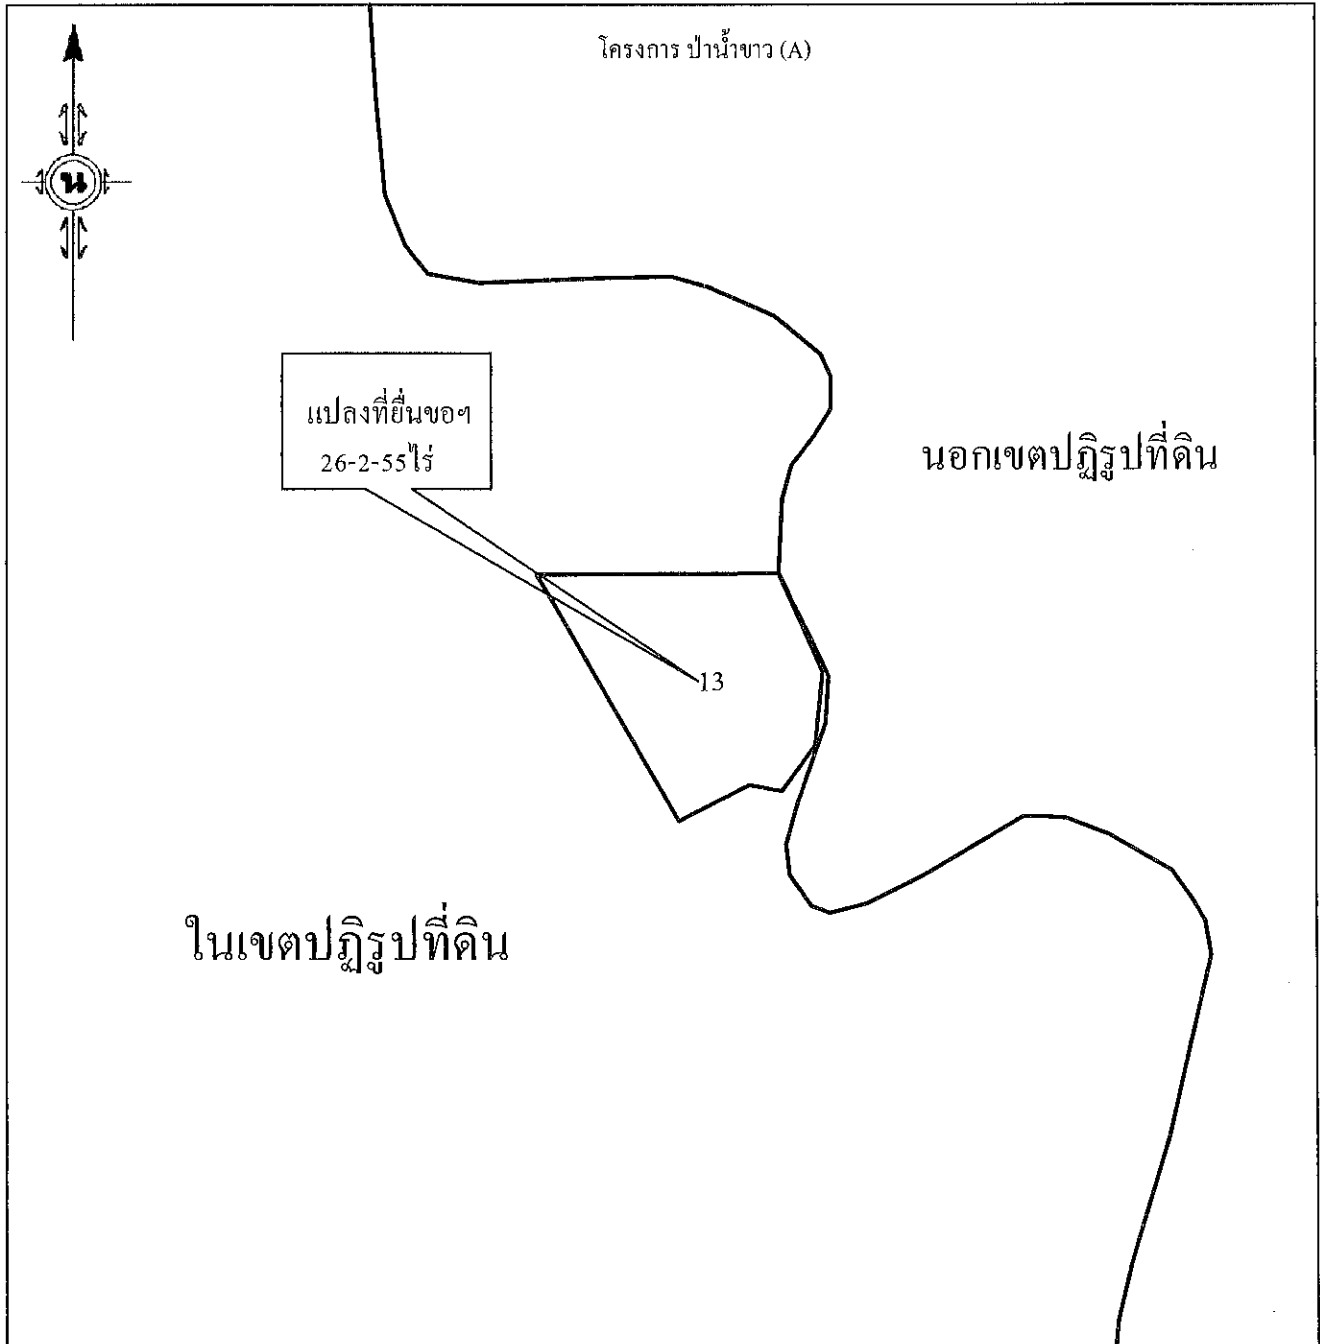 โครงการ ป่าน้ำขาว (A)
น
แปลงที่ยื่นขอฯ
26-2-55ไร่
นอกเขตปฏิรูปที่ดิน
13
ในเขตปฏิรูปที่ดิน